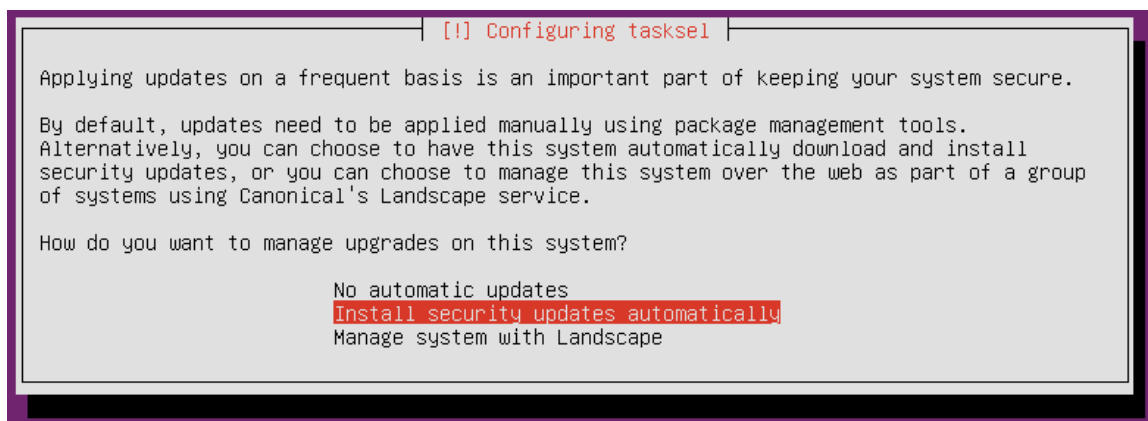 [!] Configuring tasksel
Applying updates on a frequent basis is an important part of keeping your system secure.
By default, updates need to be applied manually using package management tools.
Alternatively, you can choose to have this system automatically download and install
security updates, or you can choose to manage this system over the web as part of a group
of systems using Canonical's Landscape service.
How do you want to manage upgrades on this system?
No automatic updates
Install security updates automatically
Manage system with Landscape